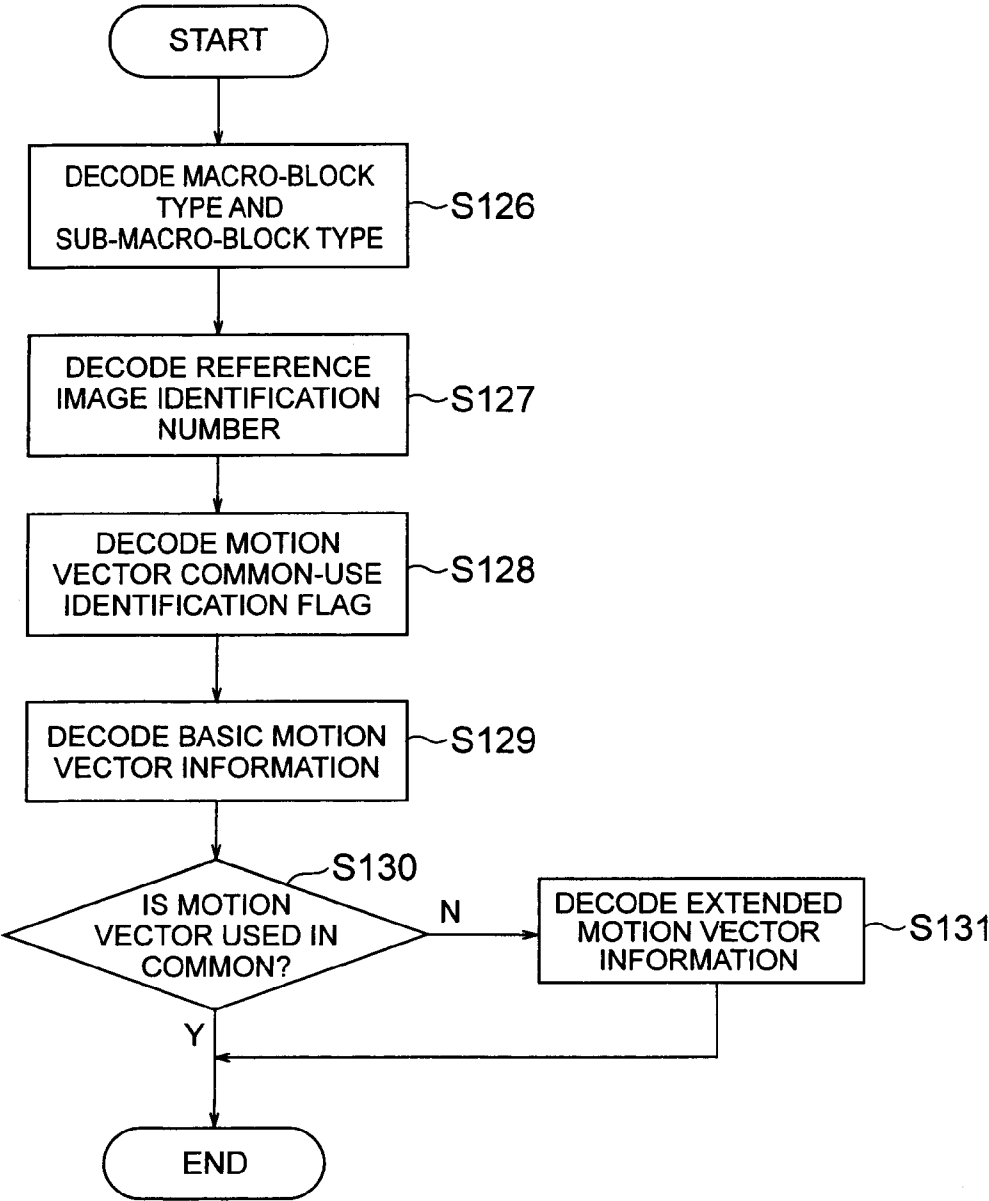 START
DECODE MACRO-BLOCK
TYPE AND
SUB-MACRO-BLOCK TYPE
S126
DECODE REFERENCE
IMAGE IDENTIFICATION
NUMBER
S127
DECODE MOTION
VECTOR COMMON-USE
IDENTIFICATION FLAG
S128
DECODE BASIC MOTION
VECTOR INFORMATION
S129
S130
IS MOTION
VECTOR USED IN
COMMON?
N
DECODE EXTENDED
MOTION VECTOR
INFORMATION
S131
Y
END